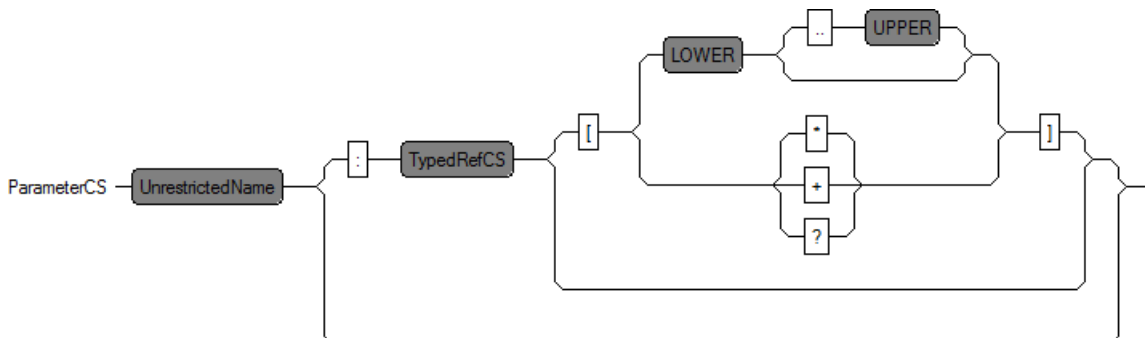 .. UPPER
LOWER
[ * ]
: TypedRefCS
ParameterCS UnrestrictedName +
?